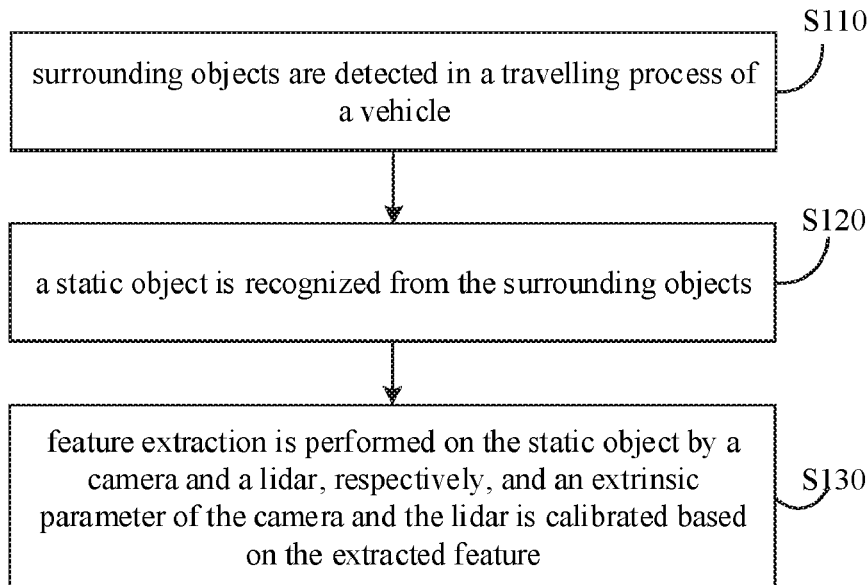 S110
surrounding objects are detected in a travelling process of
a vehicle
S120
a static object is recognized from the surrounding objects
feature extraction is performed on the static object by a
camera and a lidar, respectively, and an extrinsic
parameter of the camera and the lidar is calibrated based
on the extracted feature
S130